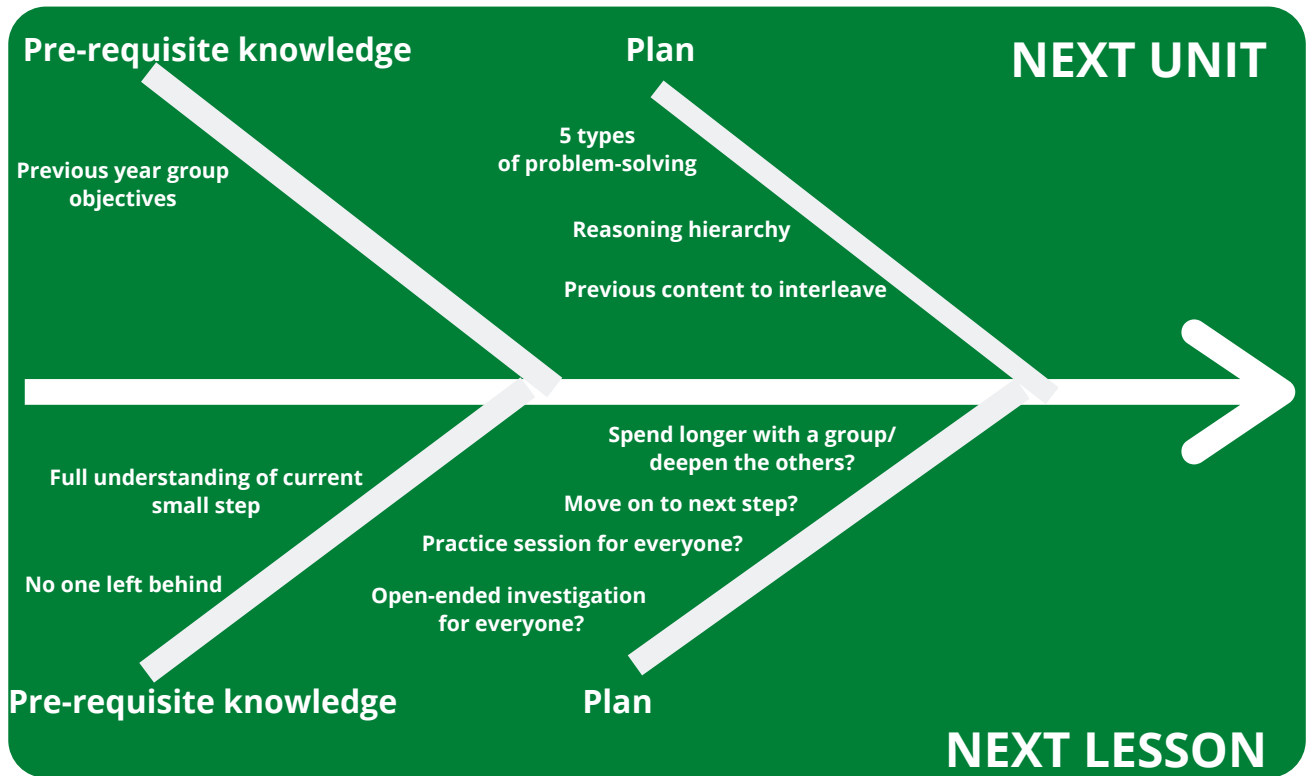 Pre-requisite knowledge
Plan
NEXT UNIT
Previous year group
objectives
5 types
of problem-solving
Reasoning hierarchy
Previous content to interleave
Full understanding of current
small step
No one left behind
Spend longer with a group/
deepen the others?
Move on to next step?
Practice session for everyone?
Open-ended investigation
for everyone?
Pre-requisite knowledge
Plan
NEXT LESSON